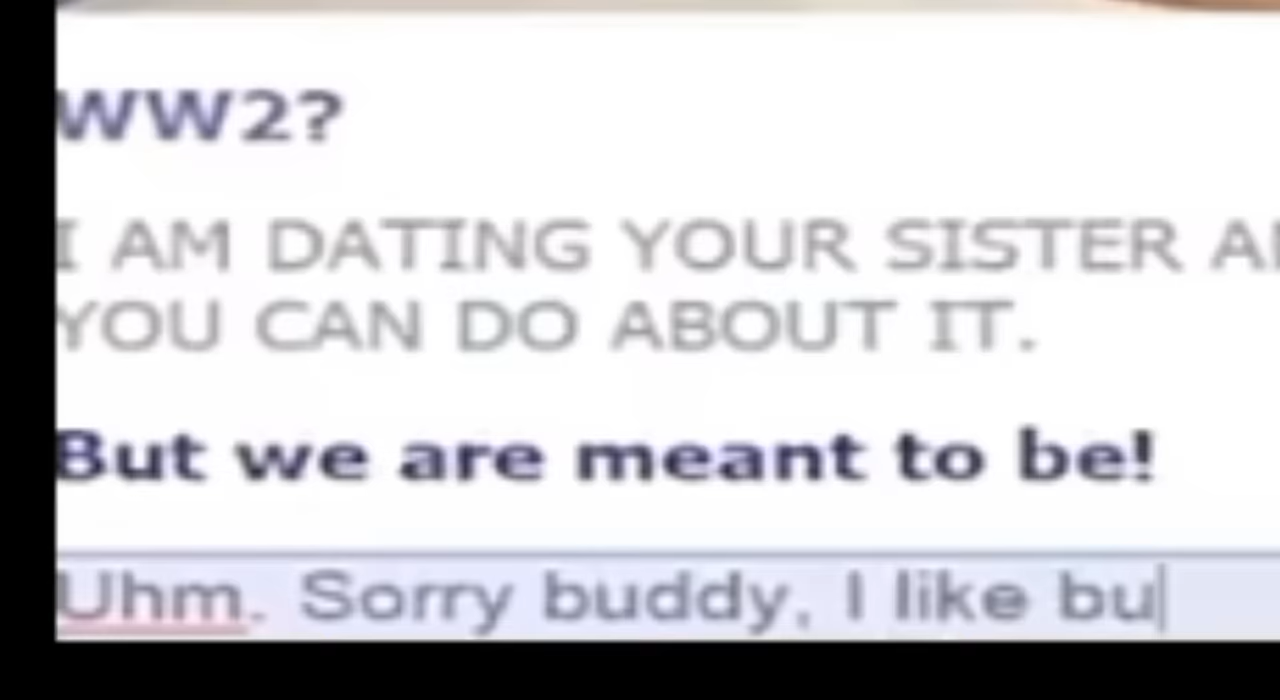 WW2?
I AM DATING YOUR SISTER
YOU CAN DO ABOUT IT.
But we are meant to be!
Uhm. Sorry buddy, I like bu